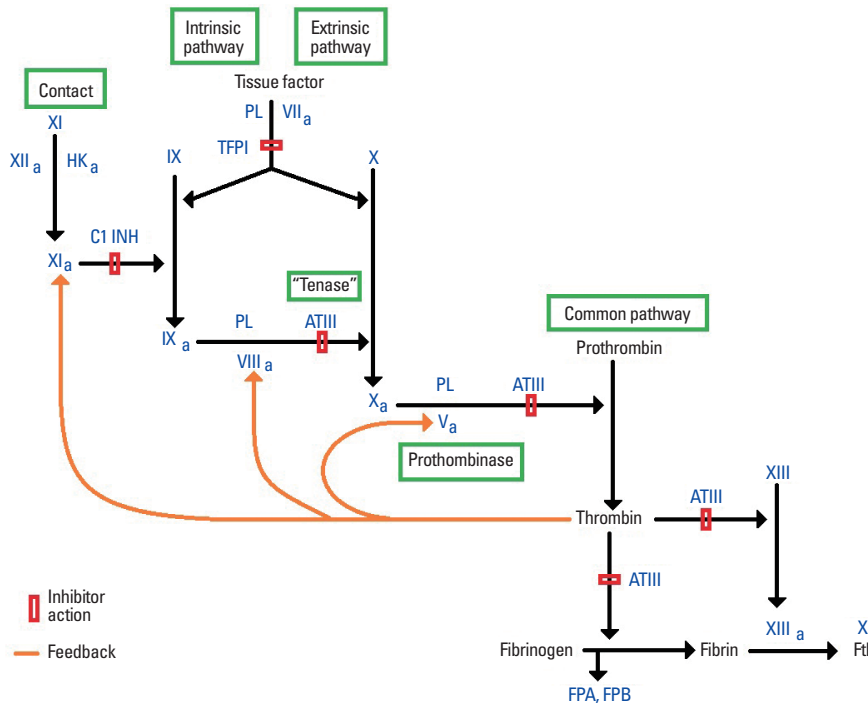 Intrinsic
pathway
Extrinsic
pathway
Tissue factor
Contact
XI
PL
VIIa
XIIa
HKa
TFPI
IX
X
C1 INH
XIa
"Tenase"
PL
ATIII
Common pathway
IXa
VIIIa
Prothrombin
Xa
PL
ATIII
Va
Prothombinase
XIII
ATIII
Thrombin
ATIII
Inhibitor
action
Feedback
XIIIa
Fibrinogen
Fibrin
FPA, FPB